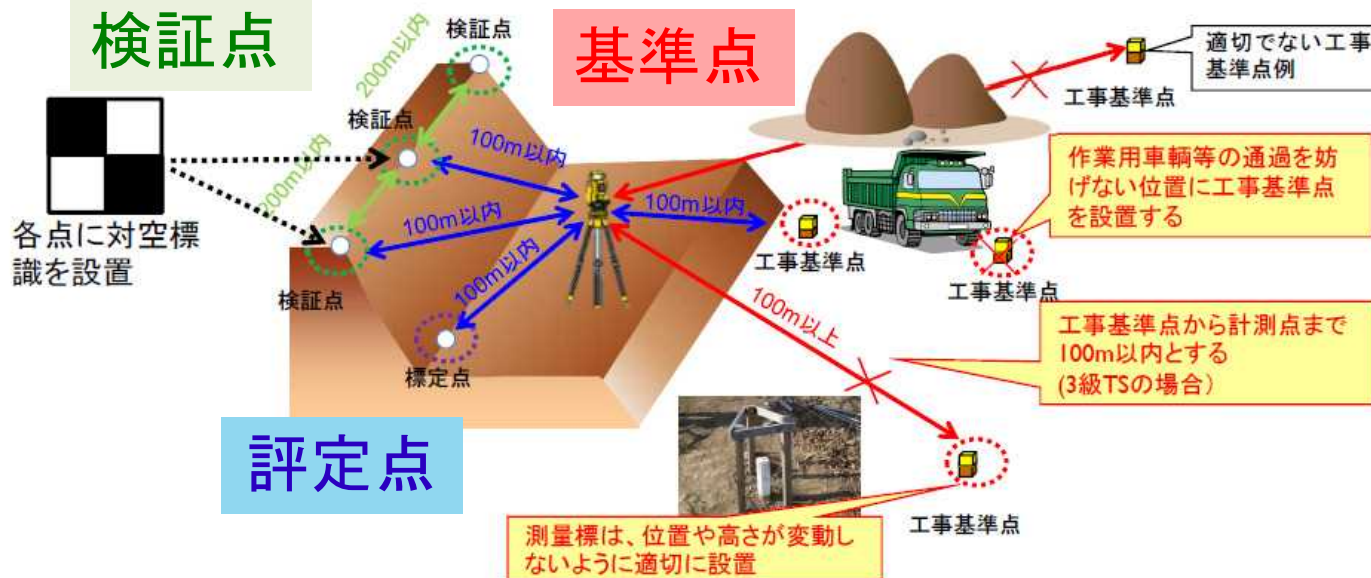 検証点
基準点
検証点
200m以内
適切でない工事
基準点例
工事基準点
検証点
100m以内
200m以内
作業用車輌等の通過を妨
げない位置に工事基準点
を設置する
各点に対空標
識を設置
100m以内
100m以内
工事基準点
工事基準点
検証点
100m以内
100m以上
工事基準点から計測点まで
100m以内とする
(3級TSの場合)
標定点
評定点
工事基準点
測量標は、位置や高さが変動し
ないように適切に設置